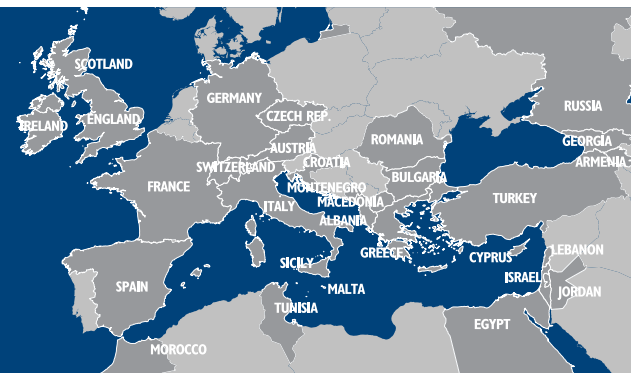 SCOTLAND
IRELAND
ENGLAND
GERMANY
CZECH REP.
RUSSIA
AUSTRIA
ROMANIA
GEORGIA
SWITZERLAND
CROATIA
ARMENIA
FRANCE
MONTENEGRO
BULGARIA
ITALY
MACEDONIA
TURKEY
ALBANIA
GREECE
CYPRUS
LEBANON
SICILY
ISRAEL
SPAIN
MALTA
JORDAN
TUNISIA
EGYPT
MOROCCO